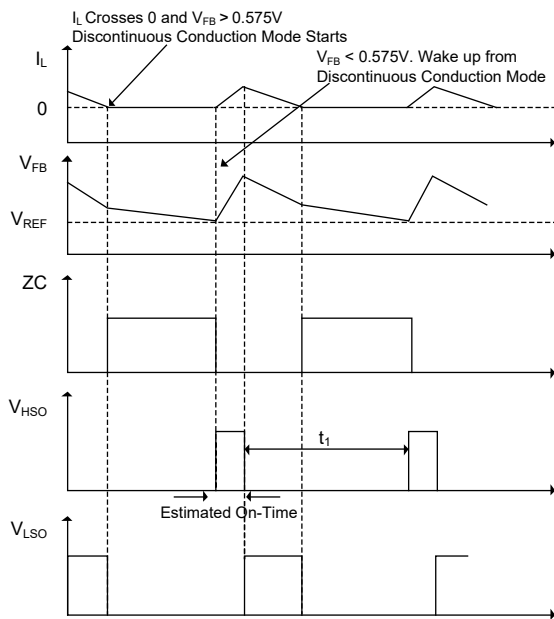 I_L Crosses 0 and V_FB > 0.575V
Discontinuous Conduction Mode Starts
V_FB < 0.575V. Wake up from
Discontinuous Conduction Mode
I_L
0
V_FB
V_REF
ZC
V_HSO
t_1
Estimated On-Time
V_LSO